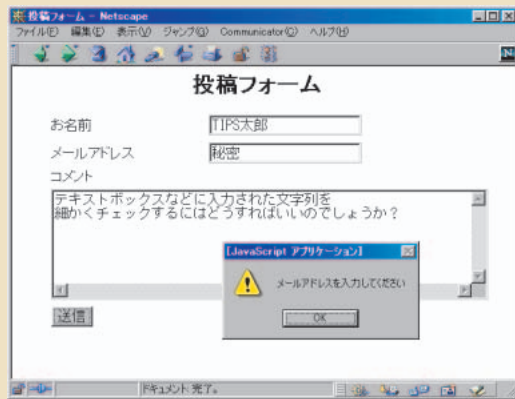 投稿フォーム - Netscape
ファイル(F) 編集(E) 表示(V) ジャンプ(G) Communicator(C) ヘルプ(H)
投稿フォーム
お名前 TIPS太郎
メールアドレス 秘密
コメント
テキストボックスなどに入力された文字列を
細かくチェックするにはどうすればいいのでしょうか？
[JavaScript アプリケーション]
メールアドレスを入力してください
OK
送信
ドキュメント:完了。